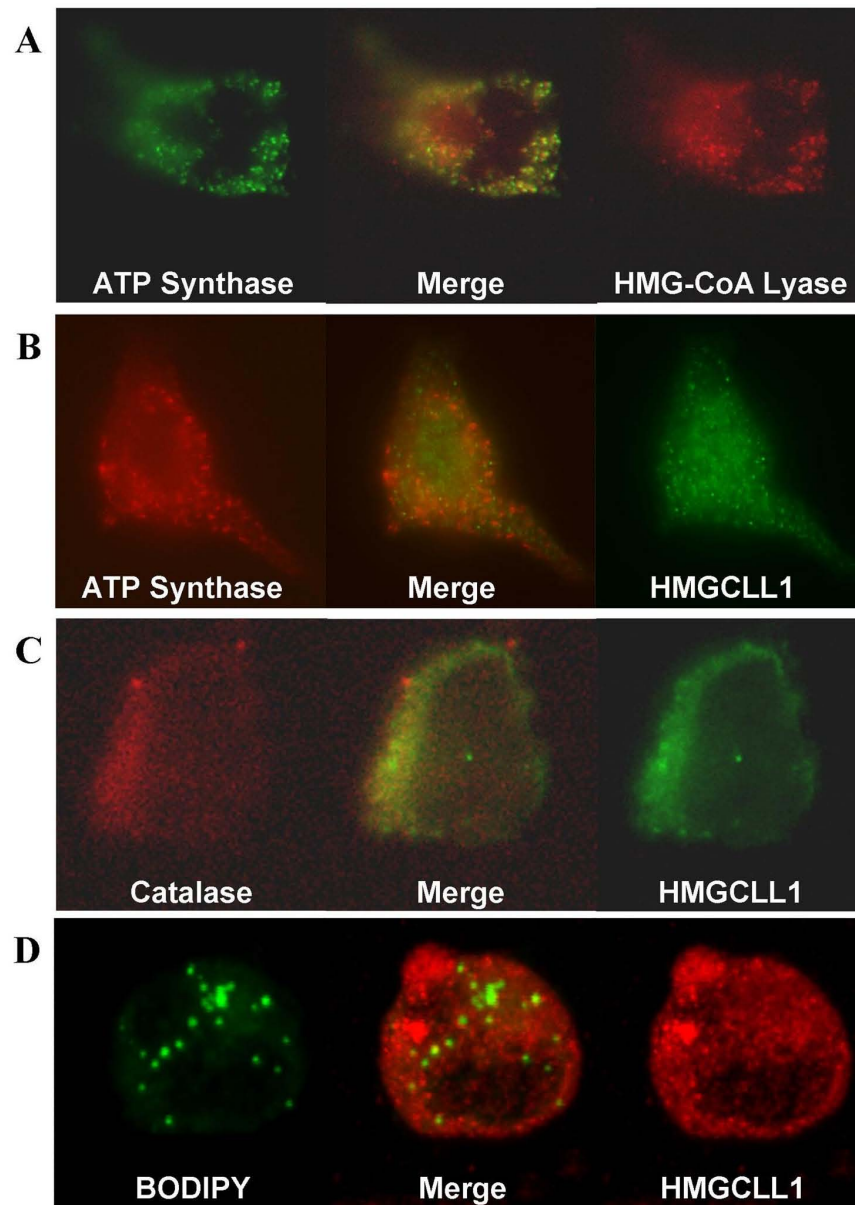 A
ATP Synthase Merge HMG-CoA Lyase
B
ATP Synthase Merge HMGCLL1
C
Catalase Merge HMGCLL1
D
BODIPY Merge HMGCLL1